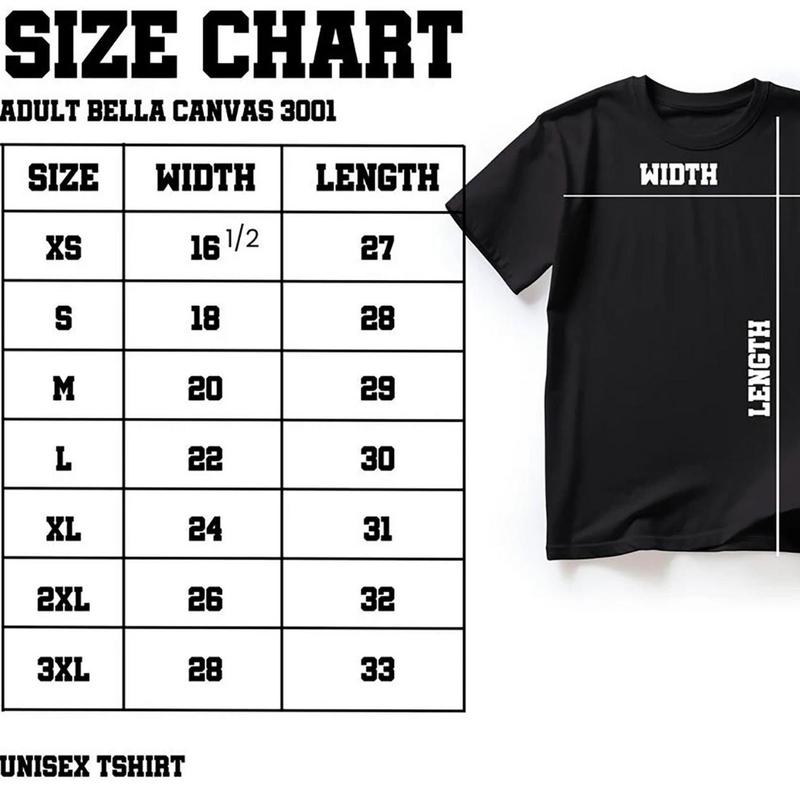 SIZE CHART
ADULT BELLA CANVAS 3001
SIZE WIDTH LENGTH
XS 16 1/2 27
S 18 28
M 20 29
L 22 30
XL 24 31
2XL 26 32
3XL 28 33
UNISEX TSHIRT
WIDTH
LENGTH